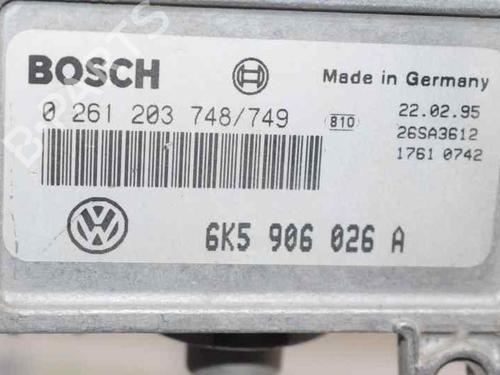 BOSCH
Made in Germany
0 261 203 748/749
810
22.02.95
26SA3612
1761 0742
6K5 906 026 A
B-PARTS